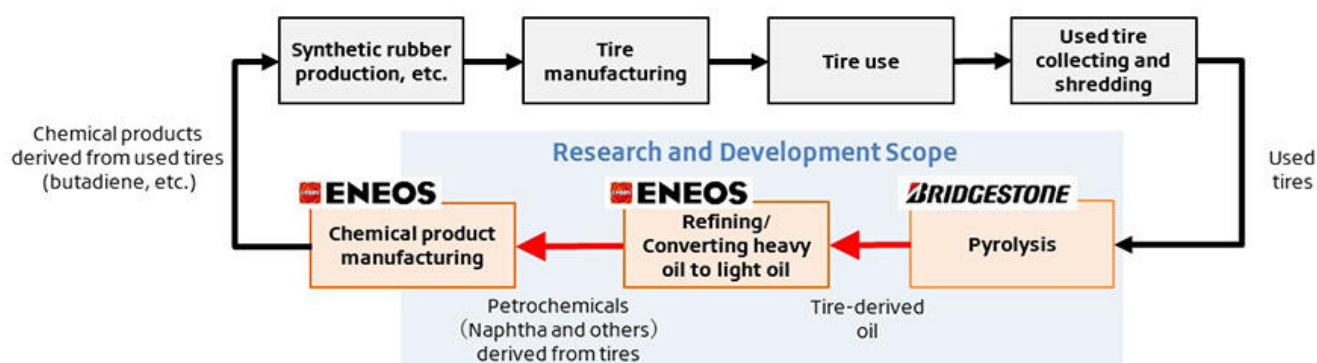 Synthetic rubber
production, etc.
Tire
manufacturing
Tire use
Used tire
collecting and
shredding
Chemical products
derived from used tires
(butadiene, etc.)
Used
tires
Research and Development Scope
ENEOS
Chemical product
manufacturing
ENEOS
Refining/
Converting heavy
oil to light oil
BRIDGESTONE
Pyrolysis
Petrochemicals
(Naphtha and others)
derived from tires
Tire-derived
oil